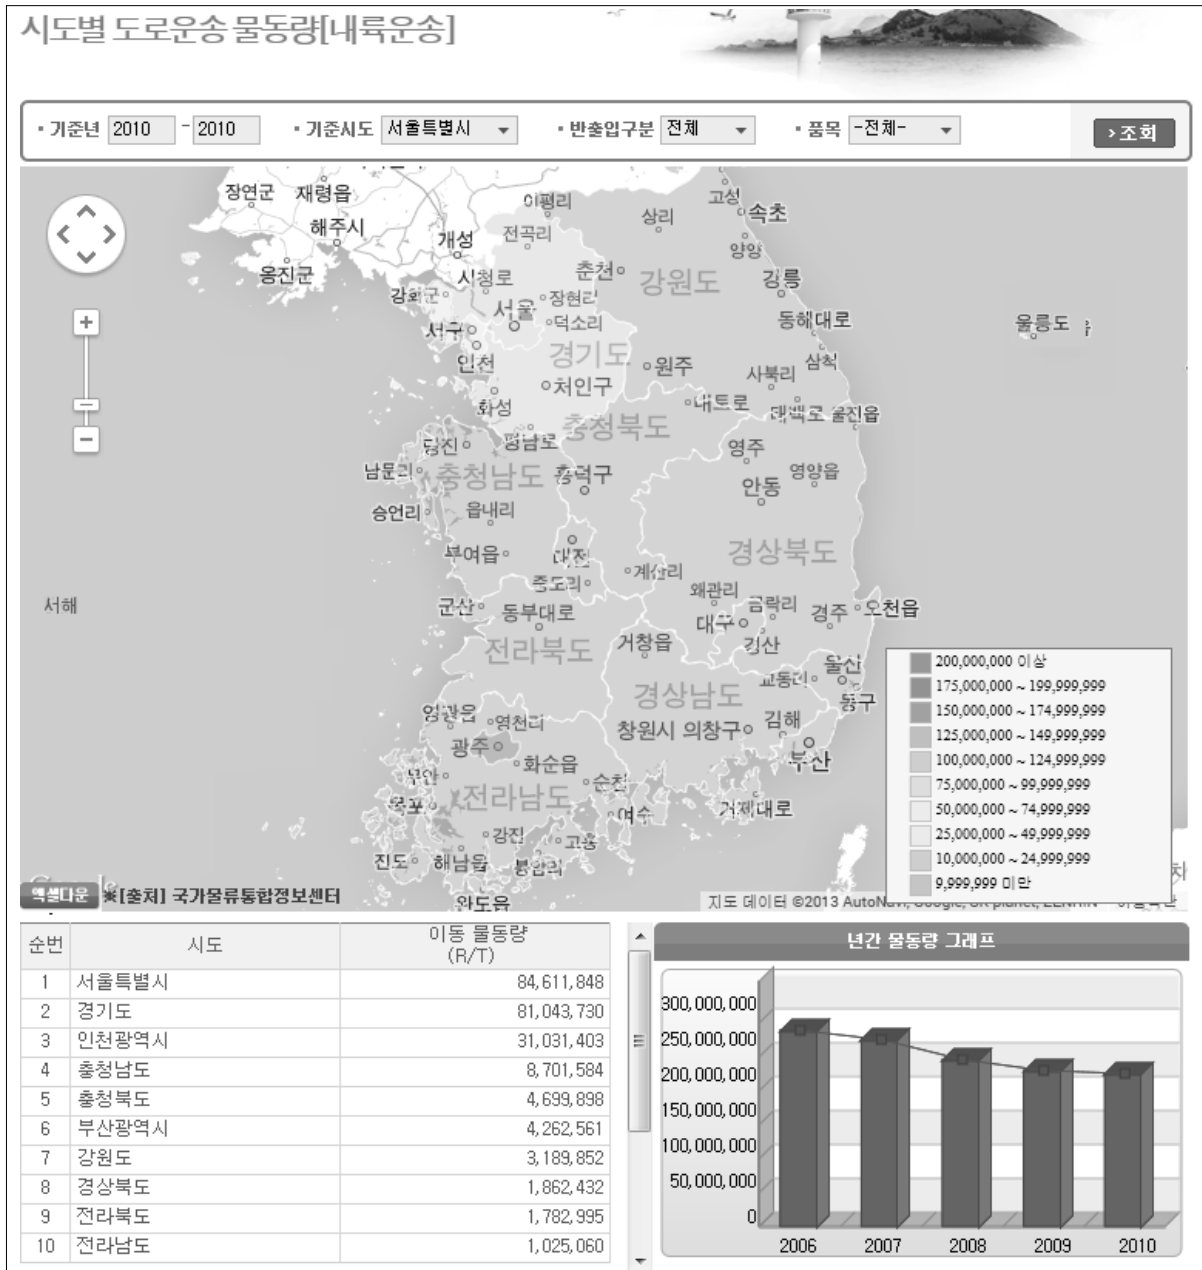 시도별 도로운송 물동량[내륙운송]
▪ 기준년 2010 - 2010 ▪ 기준시도 서울특별시 ▪ 반출입구분 전체 ▪ 품목 -전체- › 조회
장연군 재령읍 이평리 고성 속초
해주시 개성 전곡리 상리 양양
옹진군 시청로 춘천 강원도 강릉
강화군 서울 장현리
서구 덕소리 동해대로 울릉도
인천 경기도 원주 사북리 삼척
화성 처인구 내토로 태백로 울진읍
당진 평남로 충청북도 영주
남문리 충청남도 흥덕구 안동 영양읍
승언리 읍내리
부여읍 대전 경상북도
서해 중도리 계산리 왜관리 금락리
군산 동부대로 대구 경주 오천읍
전라북도 거창읍 경산
경상남도 교동리 울산
영광읍 영천리 동구
광주 창원시 의창구 김해
무안 화순읍 부산
목포 전라남도 순천 여수 거제대로
강진 고흥
진도 해남읍 봉암리
완도읍
200,000,000 이상
175,000,000 ~ 199,999,999
150,000,000 ~ 174,999,999
125,000,000 ~ 149,999,999
100,000,000 ~ 124,999,999
75,000,000 ~ 99,999,999
50,000,000 ~ 74,999,999
25,000,000 ~ 49,999,999
10,000,000 ~ 24,999,999
9,999,999 미만
엑셀다운 ※[출처] 국가물류통합정보센터
지도 데이터 ©2013 AutoNavi, Google, SK planet, ZENRIN
순번 시도 이동 물동량
(R/T)
1 서울특별시 84,611,848
2 경기도 81,043,730
3 인천광역시 31,031,403
4 충청남도 8,701,584
5 충청북도 4,699,898
6 부산광역시 4,262,561
7 강원도 3,189,852
8 경상북도 1,862,432
9 전라북도 1,782,995
10 전라남도 1,025,060
년간 물동량 그래프
300,000,000
250,000,000
200,000,000
150,000,000
100,000,000
50,000,000
0
2006 2007 2008 2009 2010